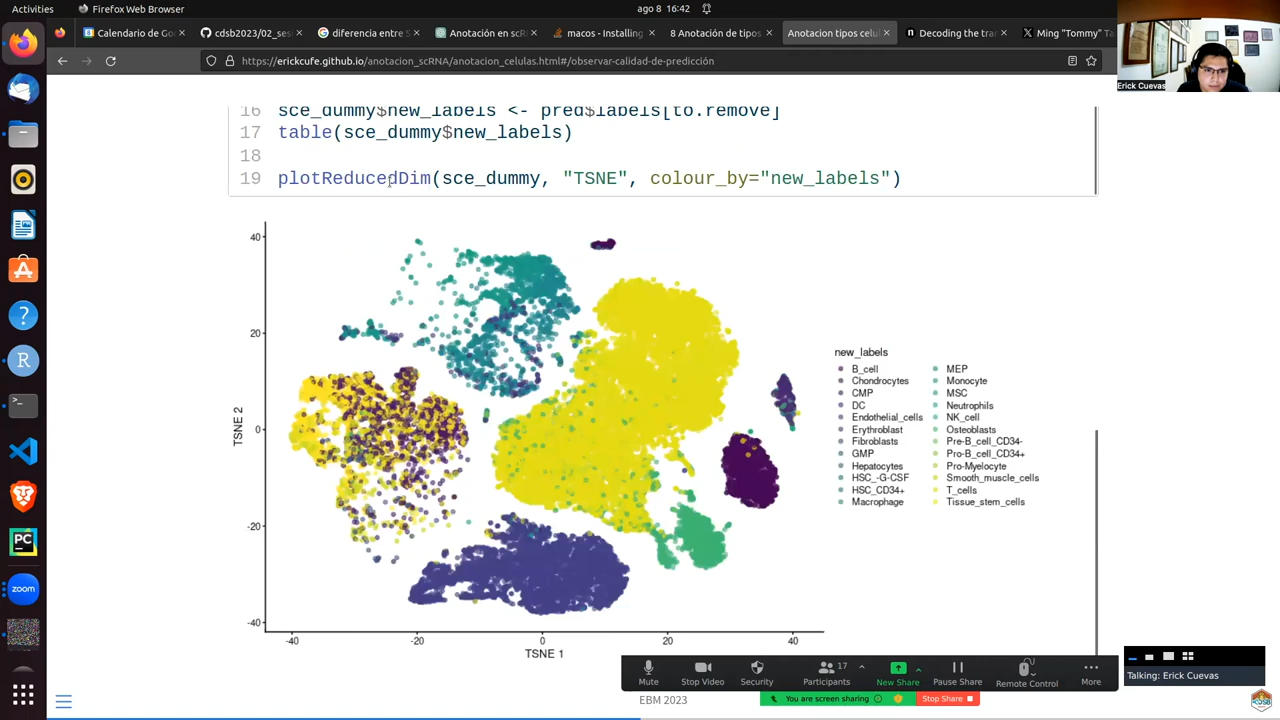 Activities
Firefox Web Browser
ago 8 16:42
Calendario de Go
cdsb2023/02_ses
diferencia entre S
Anotación en sc
macos - Installing
8 Anotación de tipos
Anotacion tipos celul
Decoding the tra
Ming "Tommy" Ta
https://erickcufe.github.io/anotacion_scRNA/anotacion_celulas.html#/observar-calidad-de-predicción
Erick Cuevas
16 sce_dummy$new_labels <- pred$labels[to.remove]
17 table(sce_dummy$new_labels)
18
19 plotReducedDim(sce_dummy, "TSNE", colour_by="new_labels")
40
20
0
-20
-40
TSNE 2
-40
-20
0
20
40
TSNE 1
new_labels
B_cell
Chondrocytes
CMP
DC
Endothelial_cells
Erythroblast
Fibroblasts
GMP
Hepatocytes
HSC_-G-CSF
HSC_CD34+
Macrophage
MEP
Monocyte
MSC
Neutrophils
NK_cell
Osteoblasts
Pre-B_cell_CD34-
Pro-B_cell_CD34+
Pro-Myelocyte
Smooth_muscle_cells
T_cells
Tissue_stem_cells
Mute
Stop Video
Security
17
Participants
New Share
Pause Share
Remote Control
More
You are screen sharing
Stop Share
Talking: Erick Cuevas
EBM 2023
PC
zoom